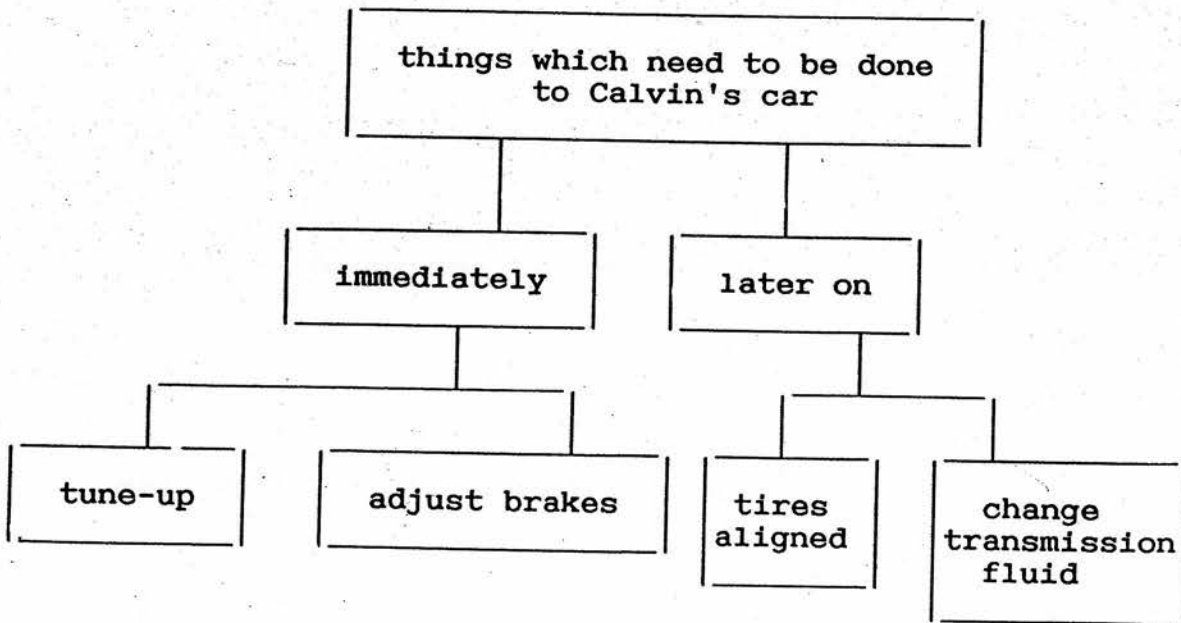 things which need to be done
to Calvin's car
immediately
later on
tune-up
adjust brakes
tires
aligned
change
transmission
fluid